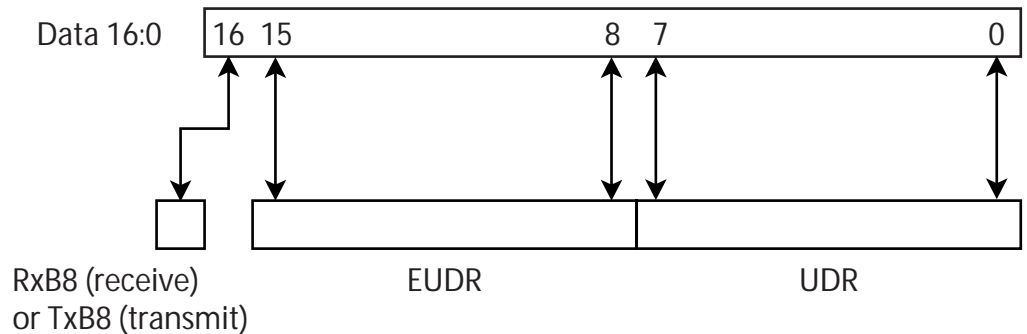 Data 16:0 16 15 8 7 0
RxB8 (receive) EUDR UDR
or TxB8 (transmit)